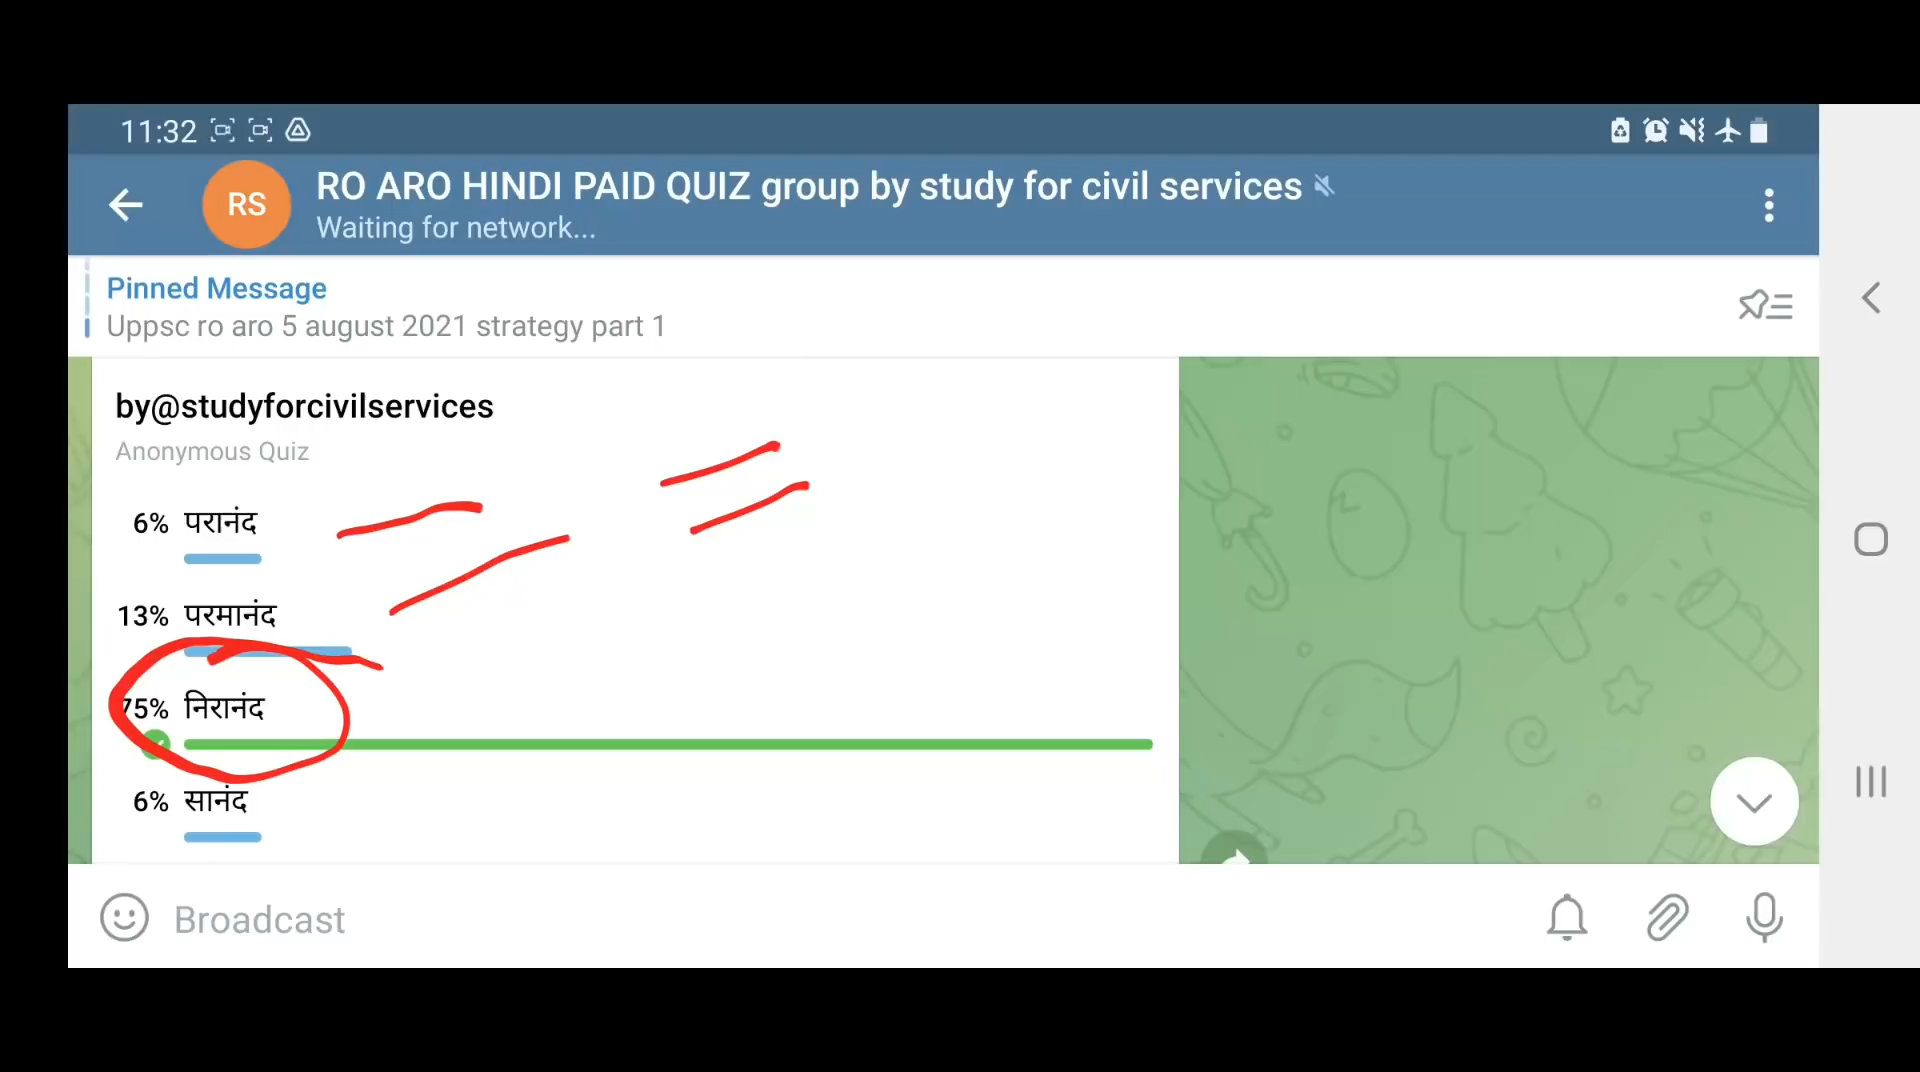 11:32
RS
RO ARO HINDI PAID QUIZ group by study for civil services
Waiting for network...
Pinned Message
Uppsc ro aro 5 august 2021 strategy part 1
by@studyforcivilservices
Anonymous Quiz
6% परानंद
13% परमानंद
75% निरानंद
6% सानंद
Broadcast